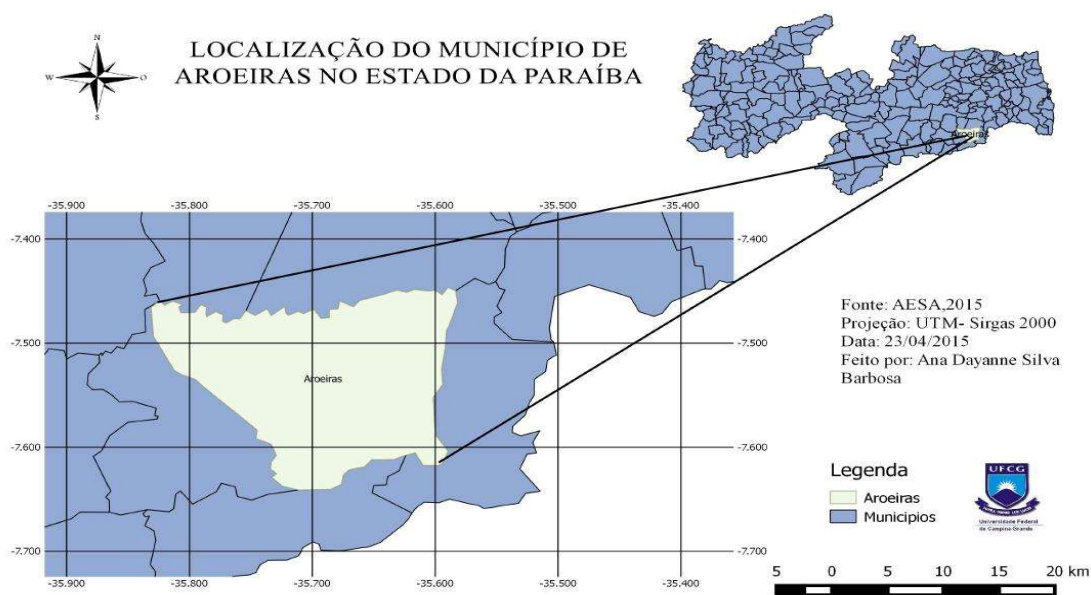 LOCALIZAÇÃO DO MUNICÍPIO DE
AROEIRAS NO ESTADO DA PARAÍBA
N
W O
S
Aroeiras
-35.900 -35.800 -35.700 -35.600 -35.500 -35.400
-7.400 -7.400
-7.500 -7.500
Aroeiras
-7.600 -7.600
-7.700 -7.700
-35.900 -35.800 -35.700 -35.600 -35.500 -35.400
Fonte: AESA,2015
Projeção: UTM- Sirgas 2000
Data: 23/04/2015
Feito por: Ana Dayanne Silva
Barbosa
Legenda
Aroeiras
Municipios
UFCG
Universidade Federal
de Campina Grande
5 0 5 10 15 20 km